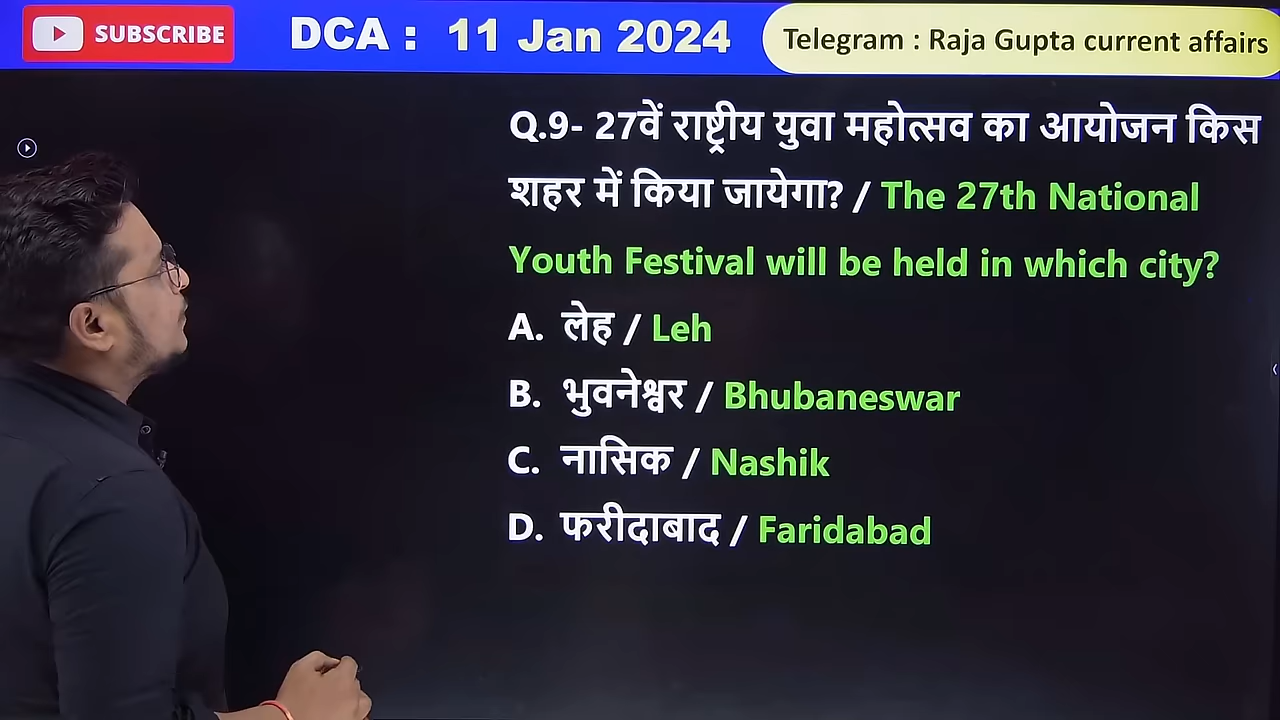 SUBSCRIBE
DCA : 11 Jan 2024
Telegram : Raja Gupta current affairs
Q.9- 27वें राष्ट्रीय युवा महोत्सव का आयोजन किस
शहर में किया जायेगा? / The 27th National
Youth Festival will be held in which city?
A. लेह / Leh
B. भुवनेश्वर / Bhubaneswar
C. नासिक / Nashik
D. फरीदाबाद / Faridabad